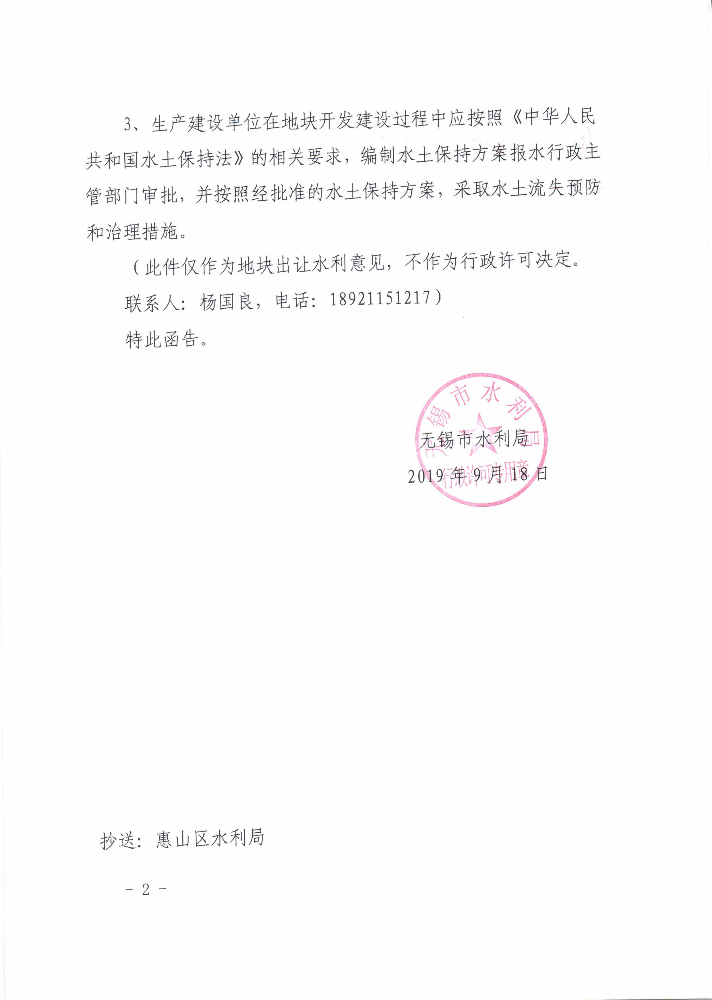 3、生产建设单位在地块开发建设过程中应按照《中华人民
共和国水土保持法》的相关要求，编制水土保持方案报水行政主
管部门审批，并按照经批准的水土保持方案，采取水土流失预防
和治理措施。
（此件仅作为地块出让水利意见，不作为行政许可决定。
联系人：杨国良，电话：18921151217）
特此函告。
无锡市水利局
无锡市水利局
2019年9月18日
行政许可专用章
抄送：惠山区水利局
- 2 -